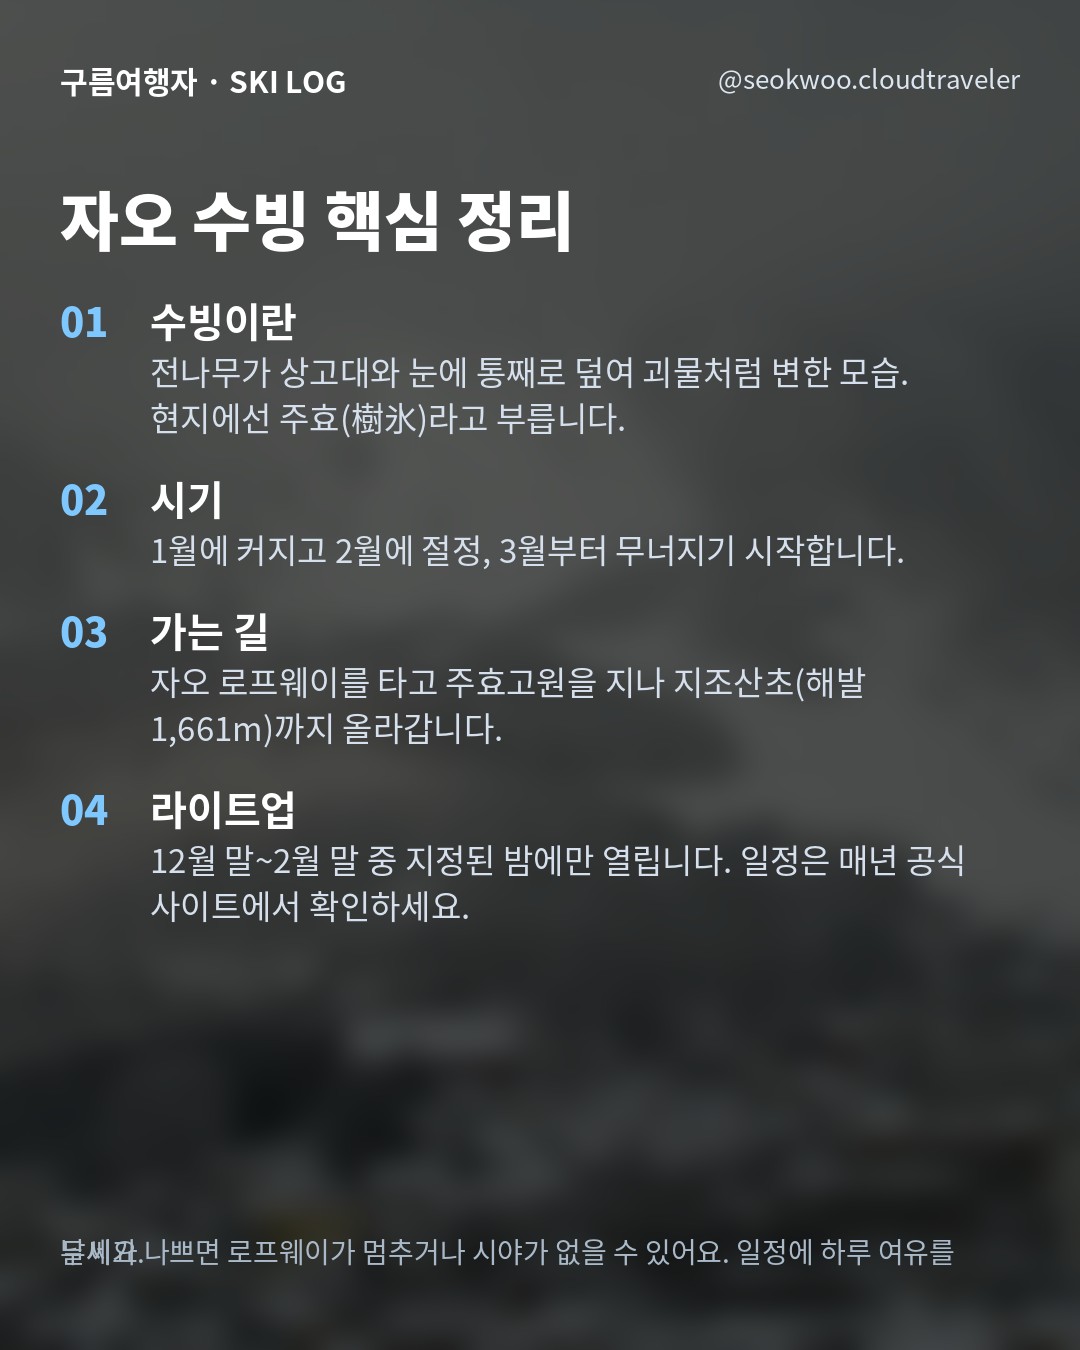 구름여행자 · SKI LOG
@seokwoo.cloudtraveler
자오 수빙 핵심 정리
01 수빙이란
전나무가 상고대와 눈에 통째로 덮여 괴물처럼 변한 모습.
현지에선 주효(樹氷)라고 부릅니다.
02 시기
1월에 커지고 2월에 절정, 3월부터 무너지기 시작합니다.
03 가는 길
자오 로프웨이를 타고 주효고원을 지나 지조산초(해발
1,661m)까지 올라갑니다.
04 라이트업
12월 말~2월 말 중 지정된 밤에만 열립니다. 일정은 매년 공식
사이트에서 확인하세요.
나쁘면 로프웨이가 멈추거나 시야가 없을 수 있어요. 일정에 하루 여유를